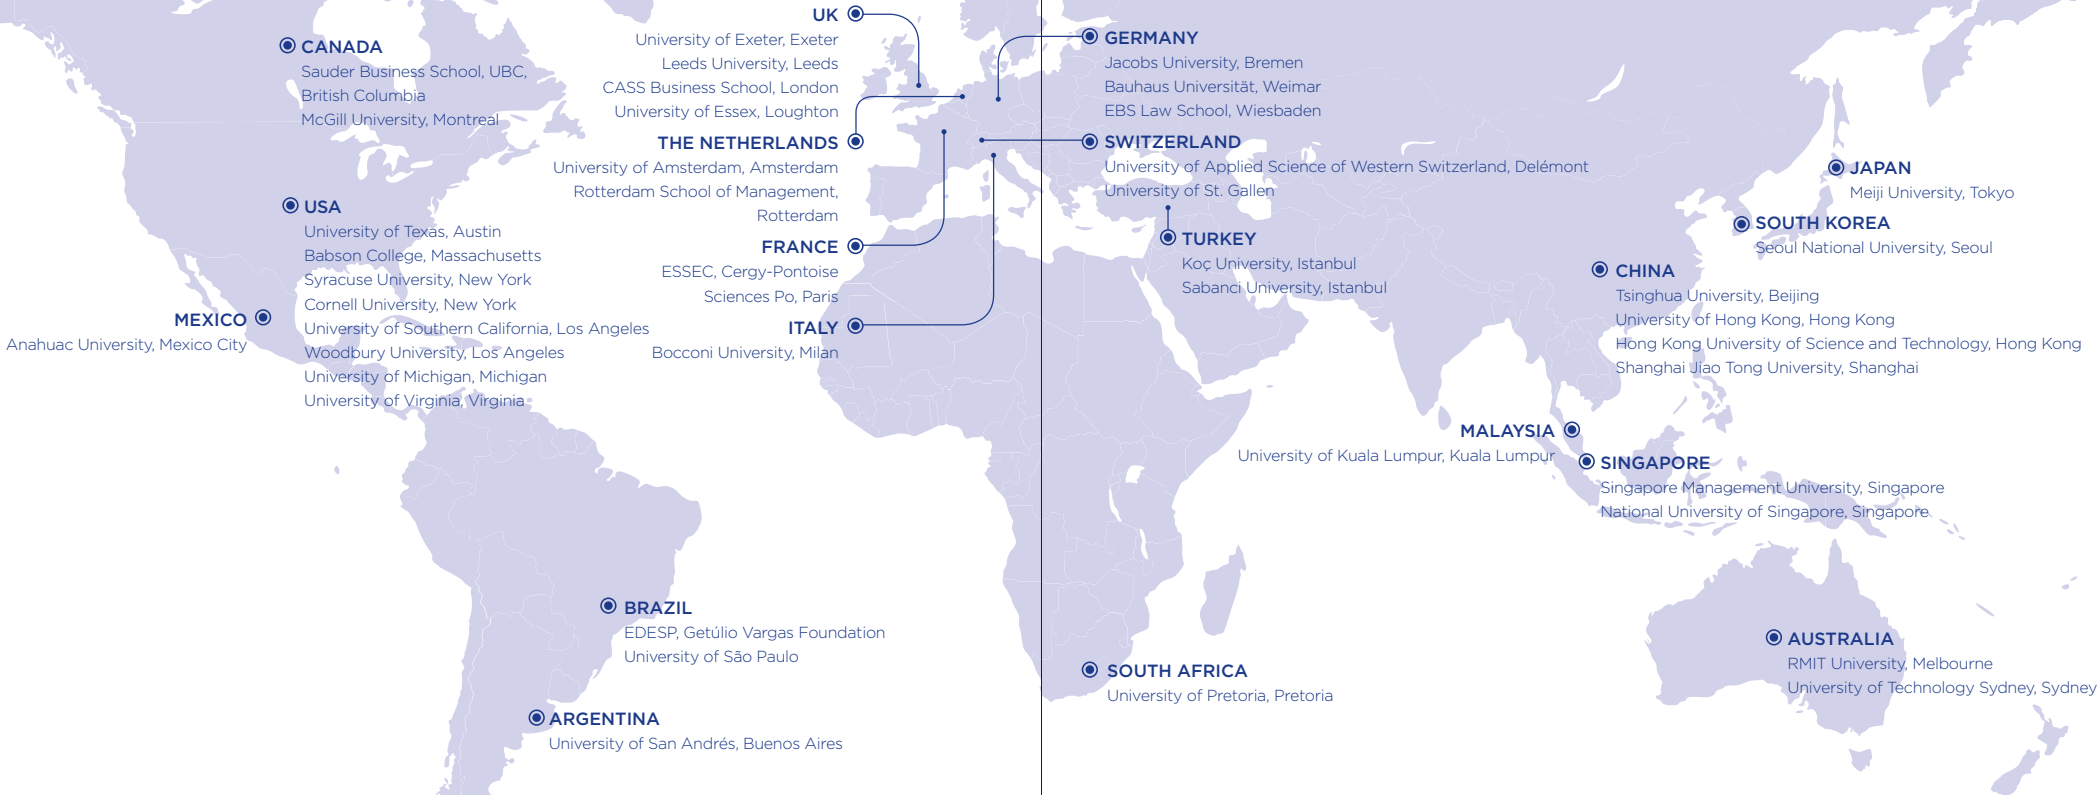 CANADA
Sauder Business School, UBC,
British Columbia
McGill University, Montreal
USA
University of Texas, Austin
Babson College, Massachusetts
Syracuse University, New York
Cornell University, New York
University of Southern California, Los Angeles
Woodbury University, Los Angeles
University of Michigan, Michigan
University of Virginia, Virginia
MEXICO
Anahuac University, Mexico City
BRAZIL
EDESP, Getúlio Vargas Foundation
University of São Paulo
ARGENTINA
University of San Andrés, Buenos Aires
UK
University of Exeter, Exeter
Leeds University, Leeds
CASS Business School, London
University of Essex, Loughton
THE NETHERLANDS
University of Amsterdam, Amsterdam
Rotterdam School of Management,
Rotterdam
FRANCE
ESSEC, Cergy-Pontoise
Sciences Po, Paris
ITALY
Bocconi University, Milan
GERMANY
Jacobs University, Bremen
Bauhaus Universität, Weimar
EBS Law School, Wiesbaden
SWITZERLAND
University of Applied Science of Western Switzerland, Delémont
University of St. Gallen
TURKEY
Koç University, Istanbul
Sabanci University, Istanbul
SOUTH AFRICA
University of Pretoria, Pretoria
JAPAN
Meiji University, Tokyo
SOUTH KOREA
Seoul National University, Seoul
CHINA
Tsinghua University, Beijing
University of Hong Kong, Hong Kong
Hong Kong University of Science and Technology, Hong Kong
Shanghai Jiao Tong University, Shanghai
MALAYSIA
University of Kuala Lumpur, Kuala Lumpur
SINGAPORE
Singapore Management University, Singapore
National University of Singapore, Singapore
AUSTRALIA
RMIT University, Melbourne
University of Technology Sydney, Sydney